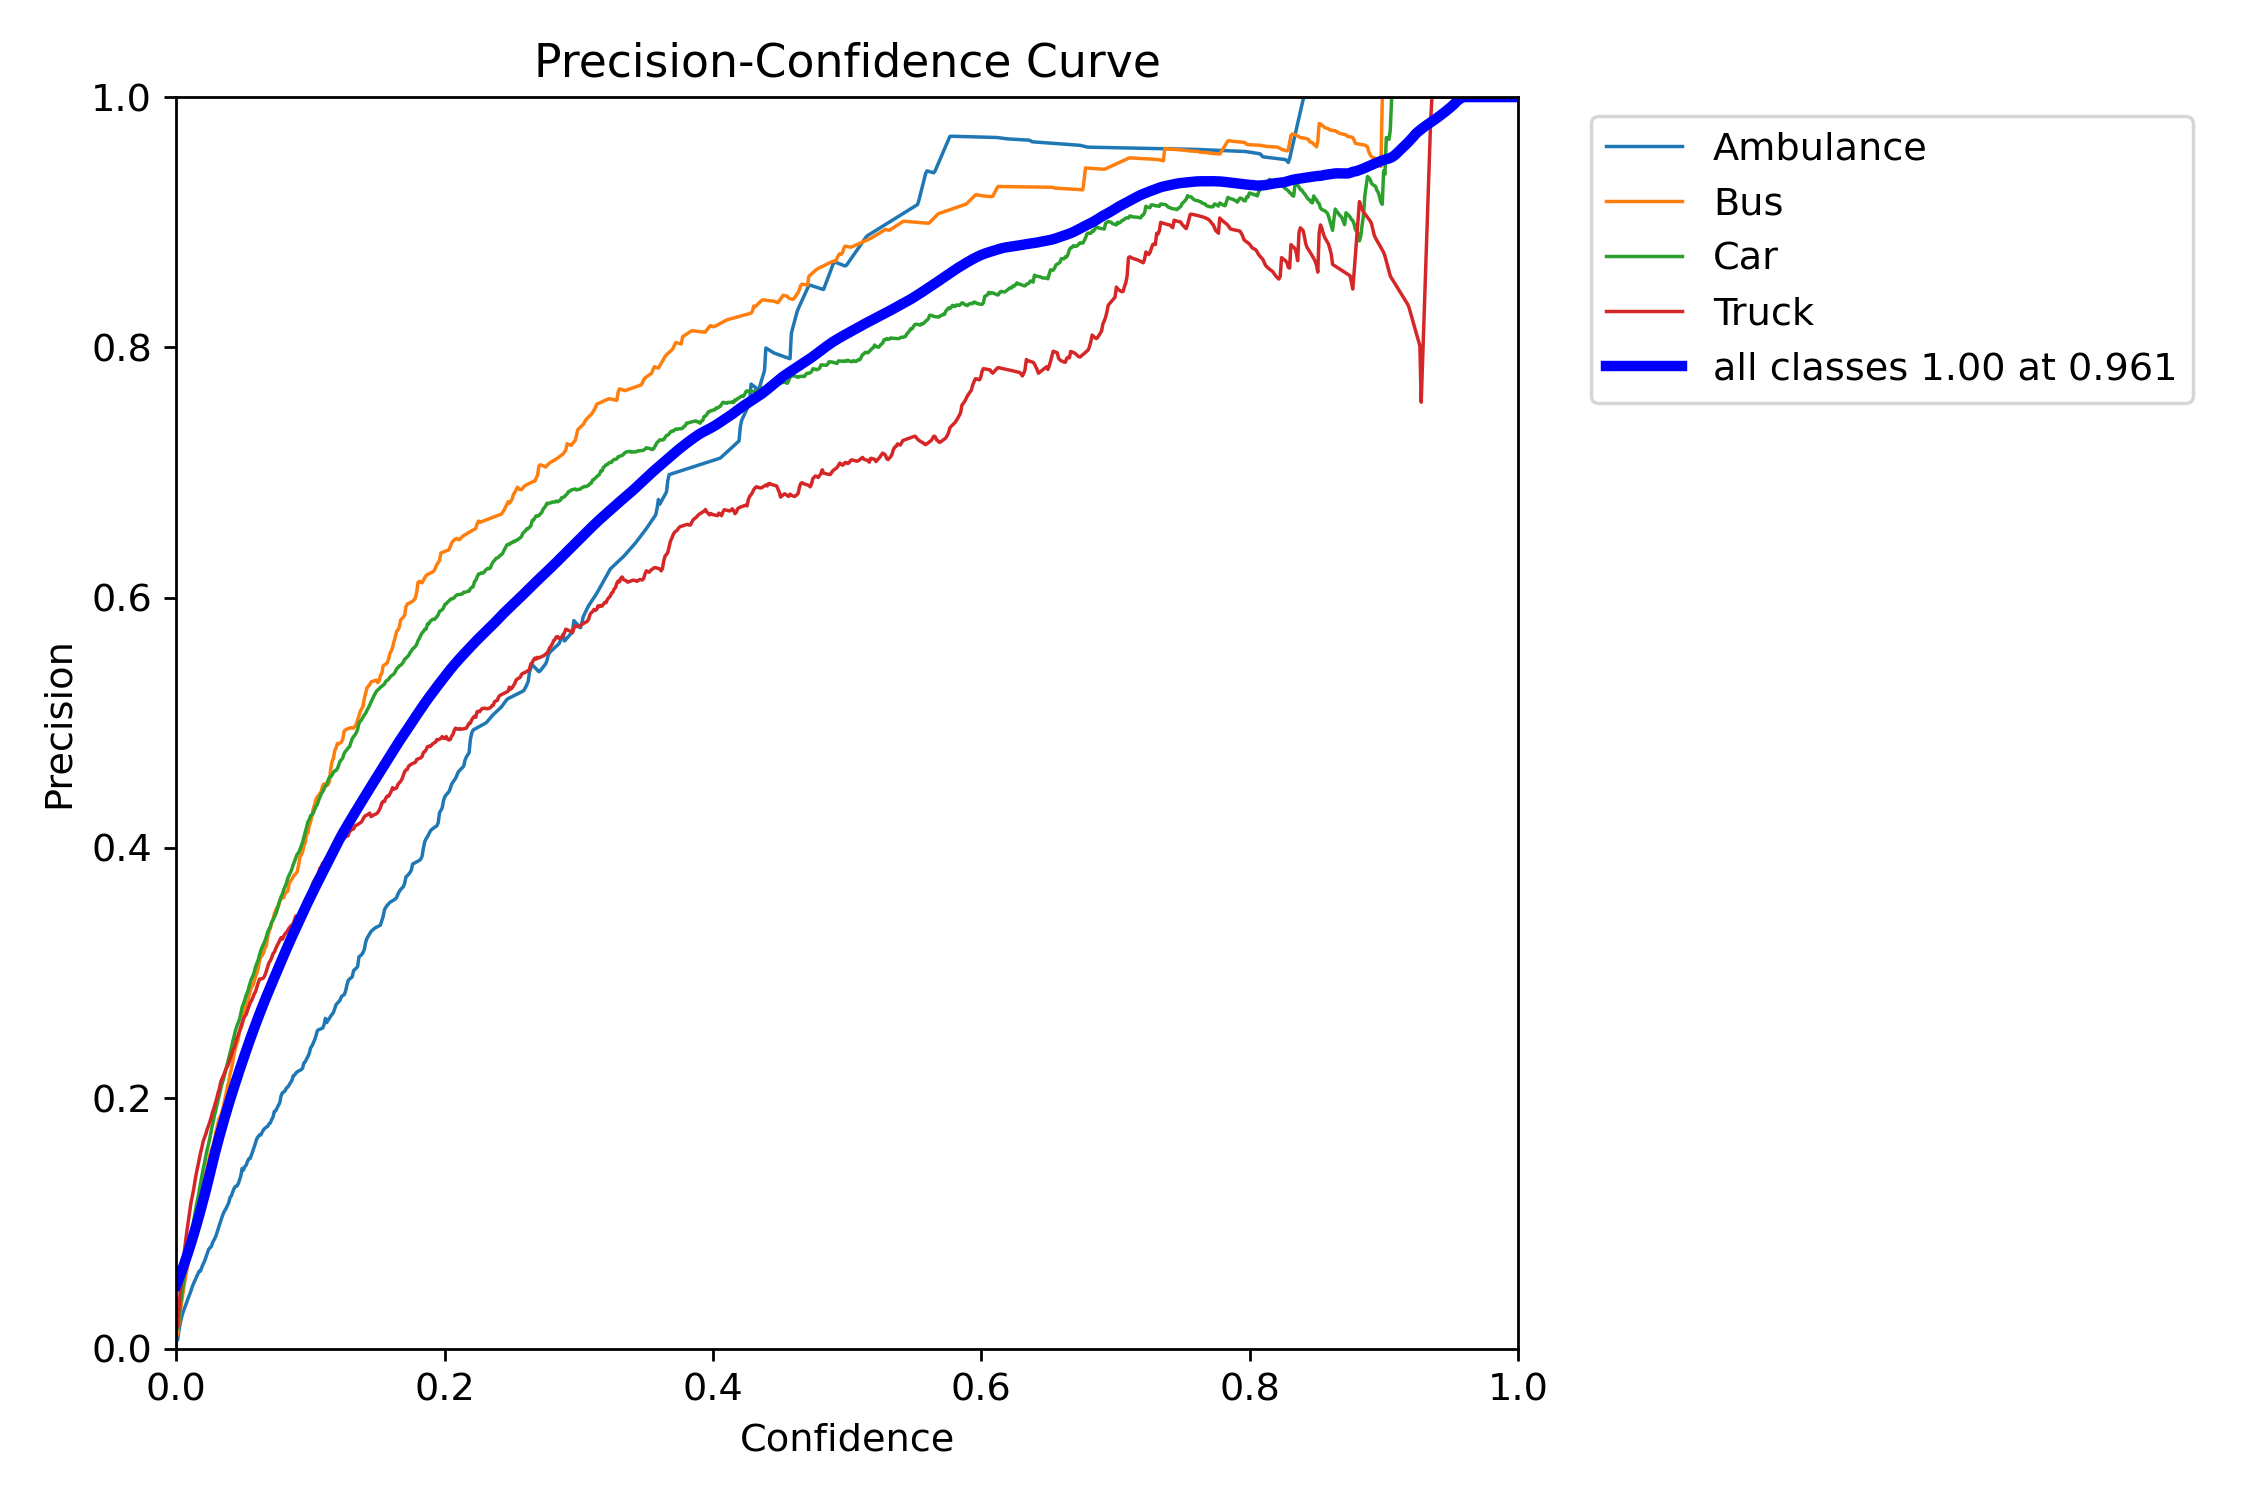 Precision-Confidence Curve
1.0
0.8
0.6
0.4
0.2
0.0
Precision
0.0 0.2 0.4 0.6 0.8 1.0
Confidence
Ambulance
Bus
Car
Truck
all classes 1.00 at 0.961